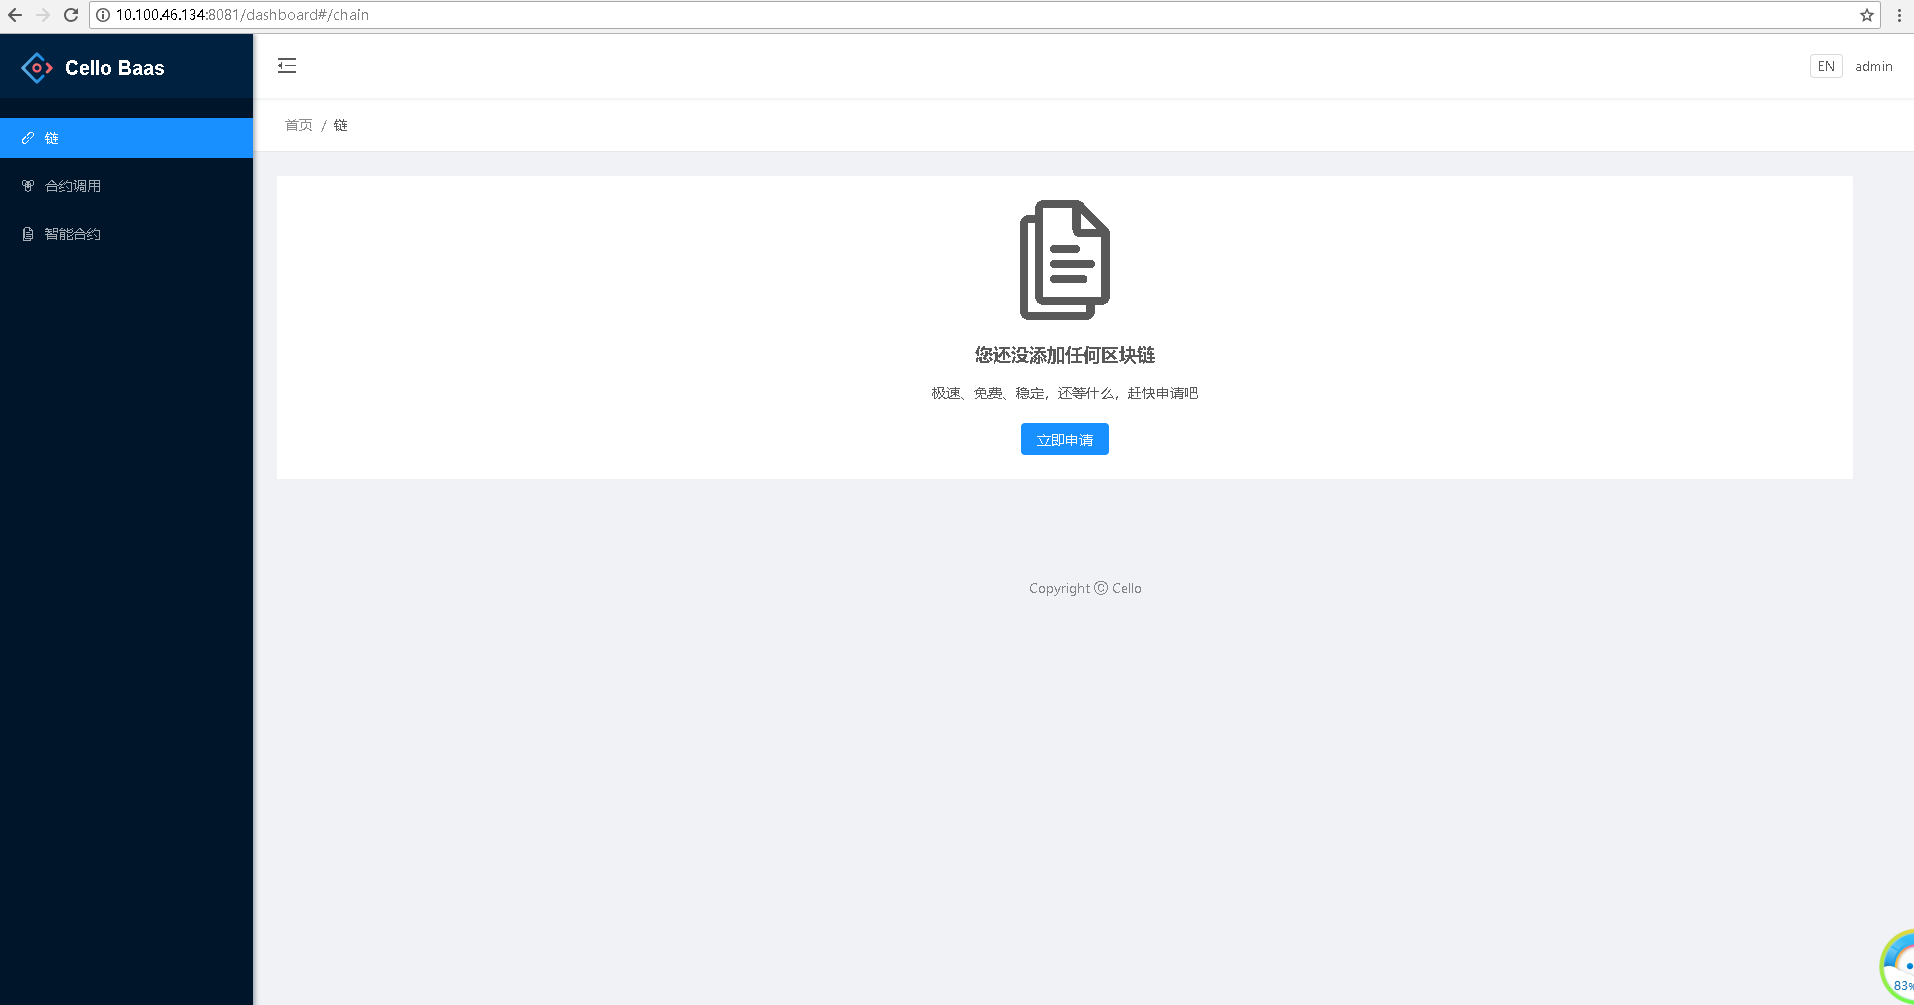 10.100.46.134:8081/dashboard#/chain
Cello Baas
EN admin
首页 / 链
链
合约调用
智能合约
您还没添加任何区块链
极速、免费、稳定，还等什么，赶快申请吧
立即申请
Copyright © Cello
83%